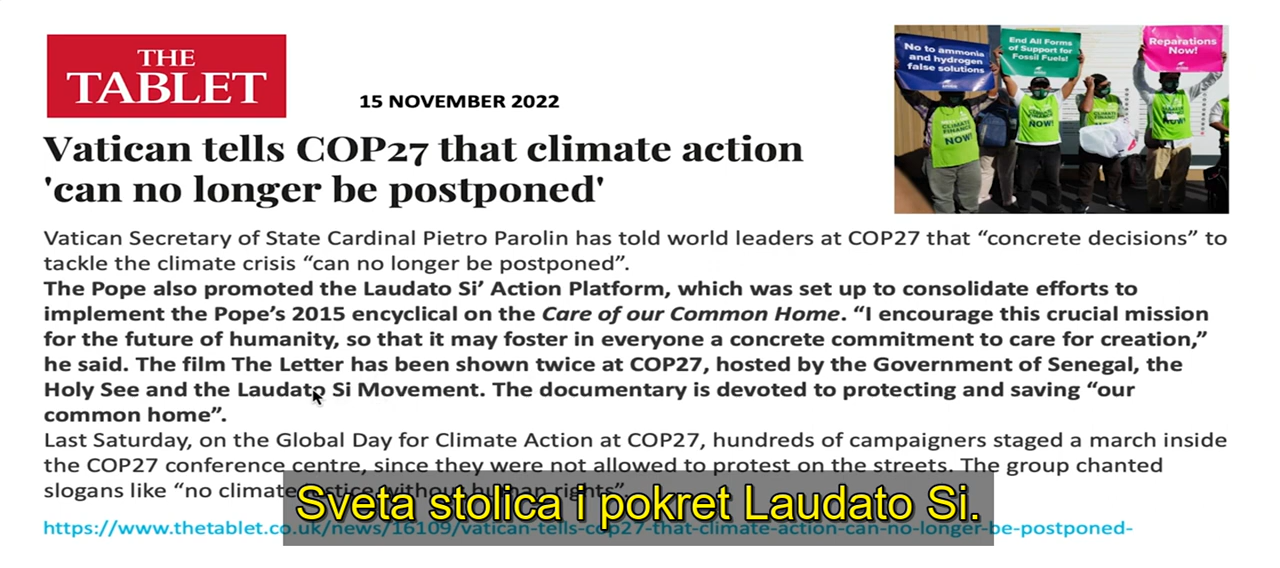 THE
TABLET
15 NOVEMBER 2022
No to ammonia
and hydrogen
false solutions
End All Forms
of Support for
Fossil Fuels!
Reparations
Now!
CLIMATE
FINANCE
NOW!
NOW!
NOW!
Vatican tells COP27 that climate action
'can no longer be postponed'
Vatican Secretary of State Cardinal Pietro Parolin has told world leaders at COP27 that “concrete decisions” to
tackle the climate crisis “can no longer be postponed”.
The Pope also promoted the Laudato Si’ Action Platform, which was set up to consolidate efforts to
implement the Pope’s 2015 encyclical on the Care of our Common Home. “I encourage this crucial mission
for the future of humanity, so that it may foster in everyone a concrete commitment to care for creation,”
he said. The film The Letter has been shown twice at COP27, hosted by the Government of Senegal, the
Holy See and the Laudato Si Movement. The documentary is devoted to protecting and saving “our
common home”.
Last Saturday, on the Global Day for Climate Action at COP27, hundreds of campaigners staged a march inside
the COP27 conference centre, since they were not allowed to protest on the streets. The group chanted
slogans like “no climate justice without human rights”.
https://www.thetablet.co.uk/news/16109/vatican-tells-cop27-that-climate-action-can-no-longer-be-postponed-
Sveta stolica i pokret Laudato Si.